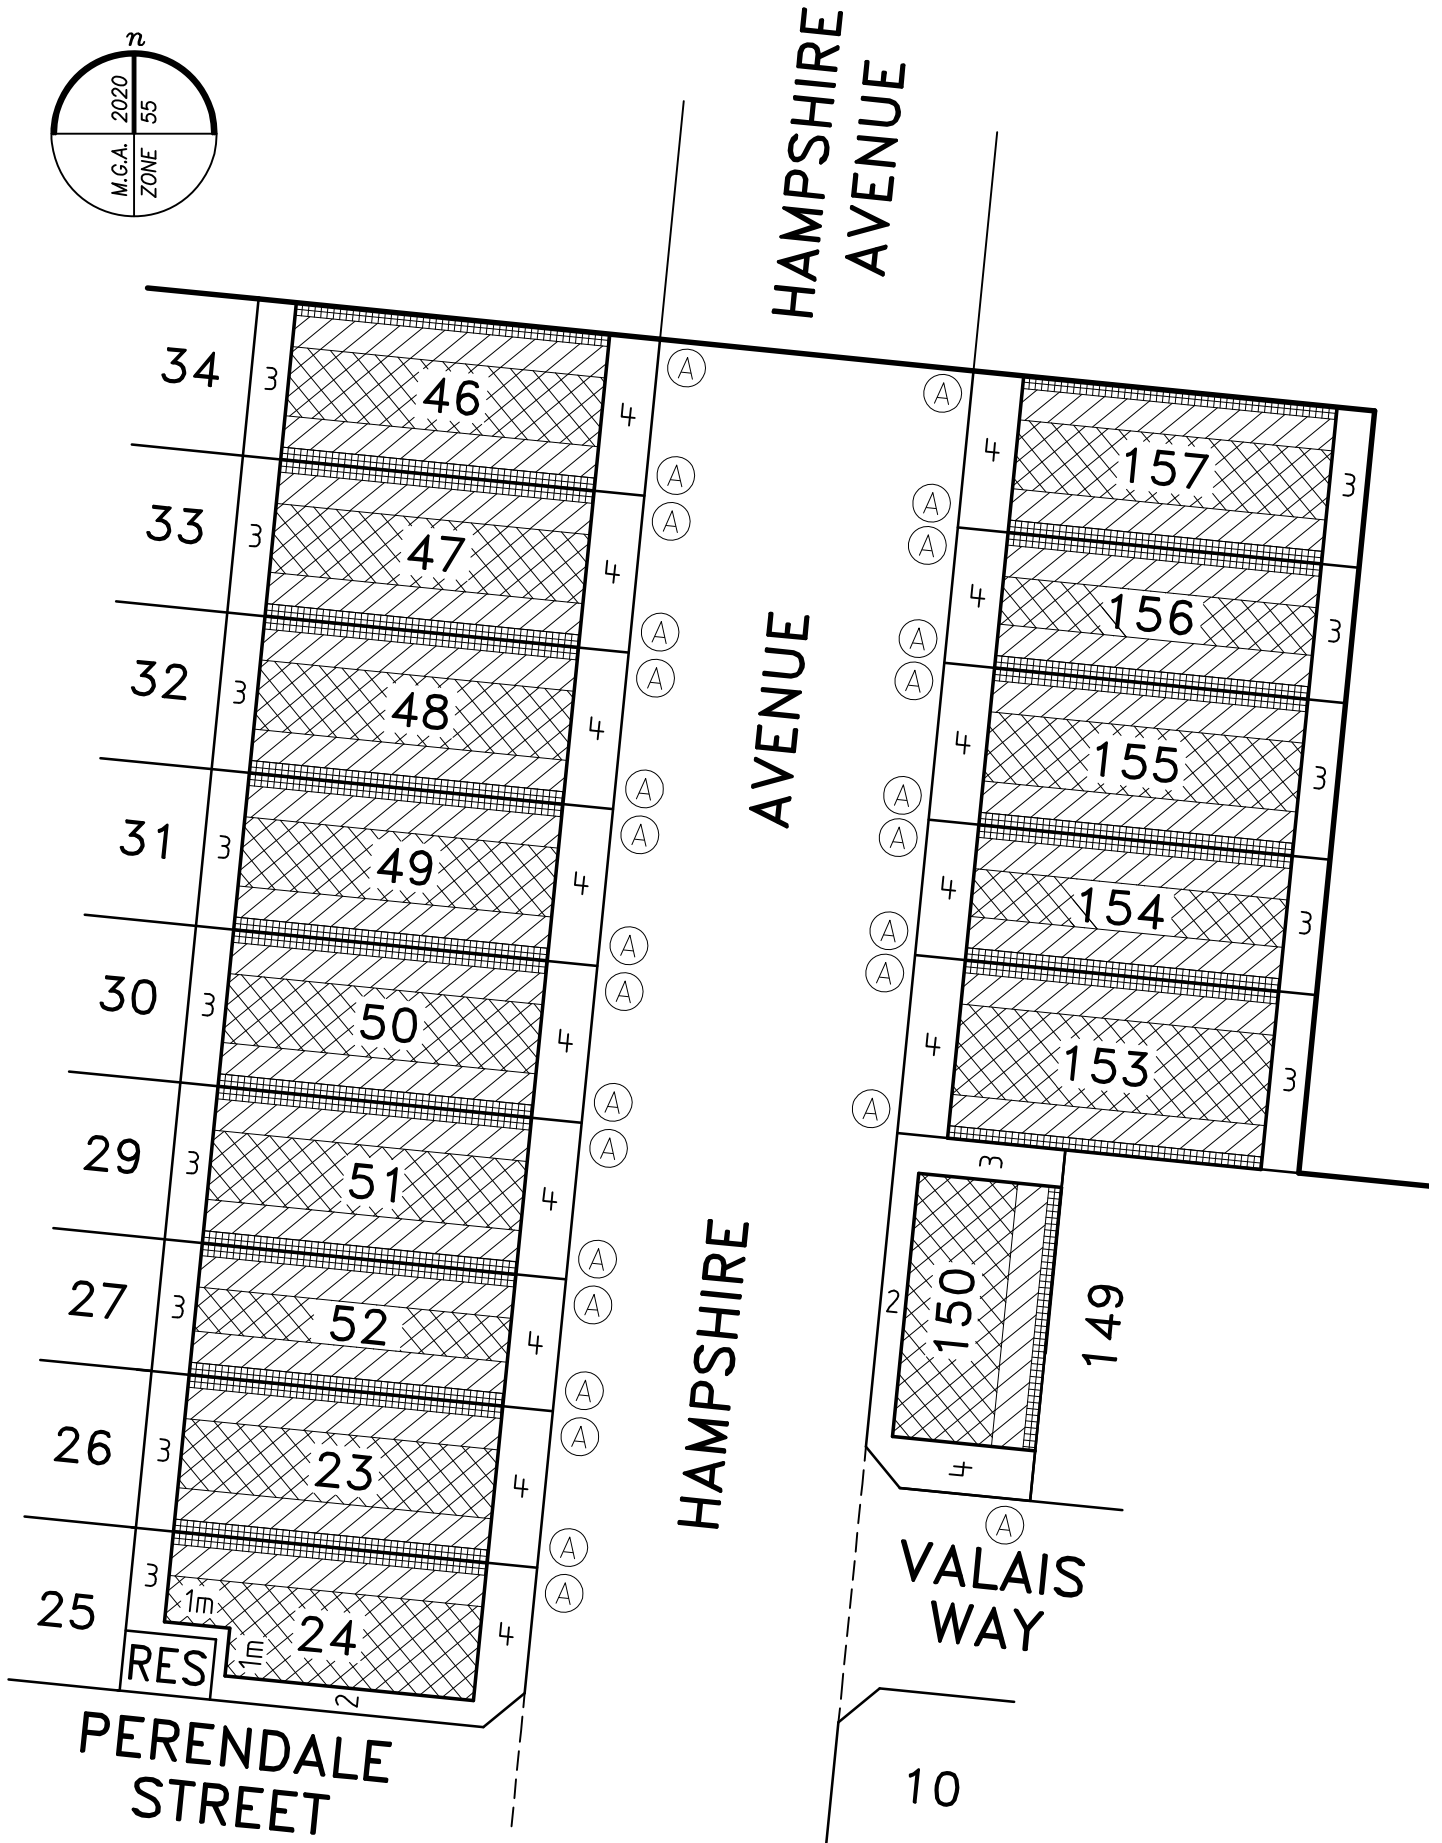 n
M.G.A. 2020
ZONE 55
HAMPSHIRE
AVENUE
34 3 46 4 A
A 4 157 3
A A
33 3 47 4 A
A 4 156 3
A A
32 3 48 4 A
A 4 155 3
A A
31 3 49 4 A
A 4 154 3
A A
30 3 50 4 A
A 4 153 3
A A
29 3 51 4 A
A
27 3 52 4 A
A
26 3 23 4 A
A
25 3 24 4 A
1m
1m
2
RES
AVENUE
HAMPSHIRE
3
2 150 149
4
A
VALAIS
WAY
PERENDALE
STREET
10